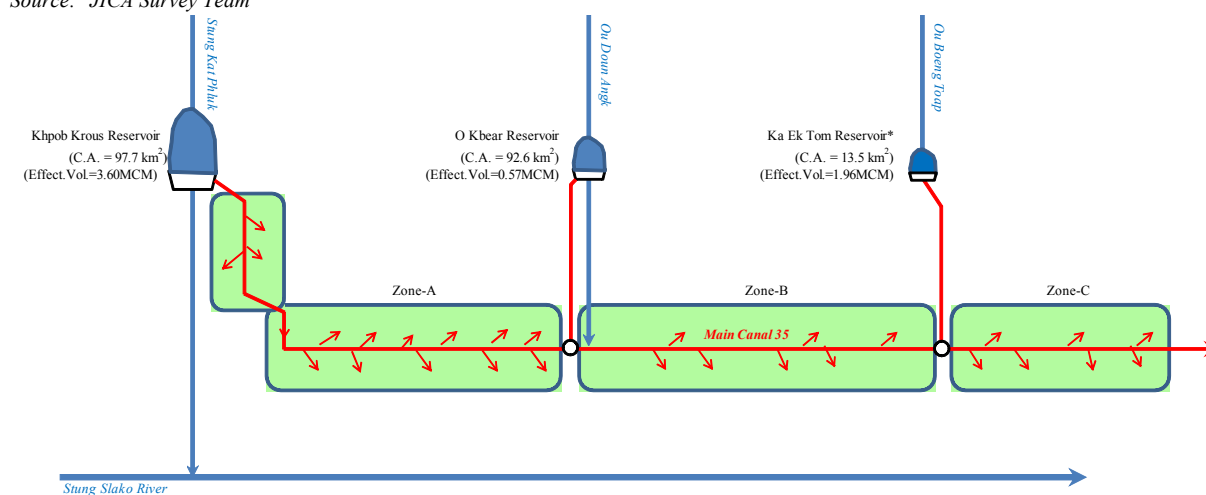 Source: JICA Survey Team
Stung Kat Phluk
Ou Doun Angk
Ou Boeng Toap
Khpob Krous Reservoir
(C.A. = 97.7 km²)
(Effect.Vol=3.60MCM)
O Kbear Reservoir
(C.A. = 92.6 km²)
(Effect.Vol=0.57MCM)
Ka Ek Tom Reservoir*
(C.A. = 13.5 km²)
(Effect.Vol=1.96MCM)
Zone-A
Zone-B
Zone-C
Main Canal 35
Stung Slako River